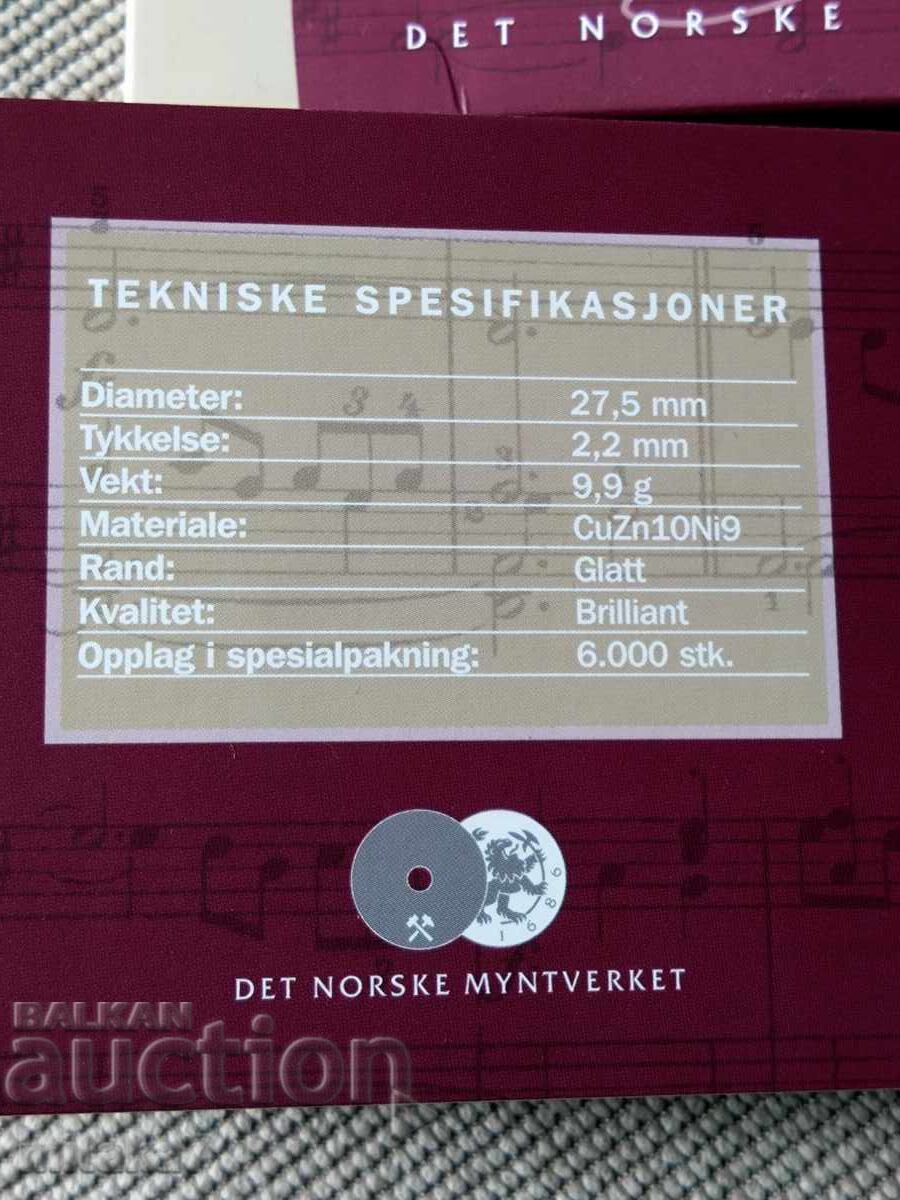 DET NORSKE
TEKNISKE SPESIFIKASJONER
Diameter: 27,5 mm
Tykkelse: 2,2 mm
Vekt: 9,9 g
Materiale: CuZn10Ni9
Rand: Glatt
Kvalitet: Brilliant
Opplag i spesialpakning: 6.000 stk.
1686
DET NORSKE MYNTVERKET
BALKAN
auction
mitaka